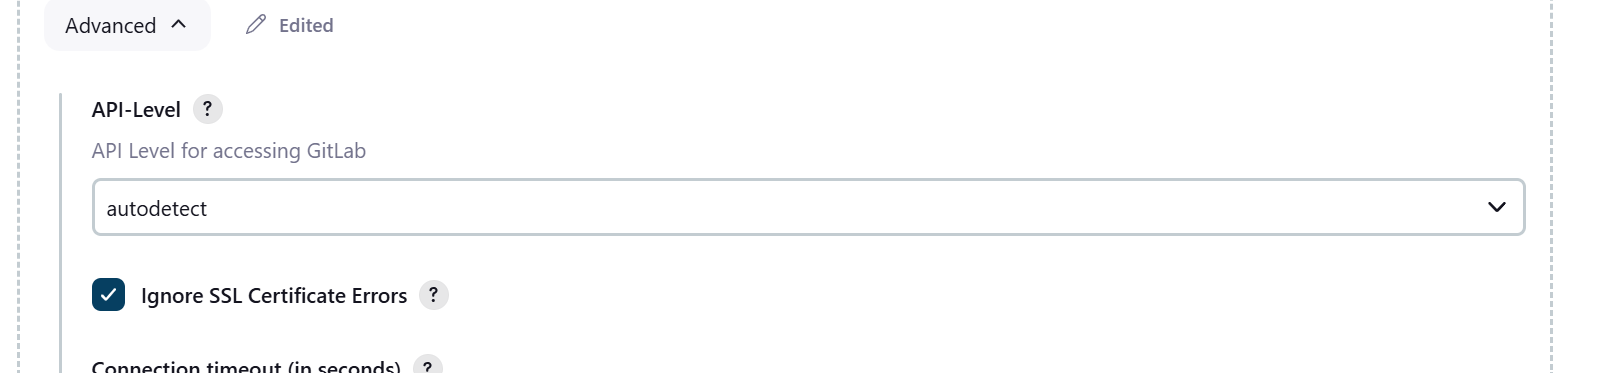 Advanced
Edited
API-Level ?
API Level for accessing GitLab
autodetect
Ignore SSL Certificate Errors ?
Connection timeout (in seconds) ?